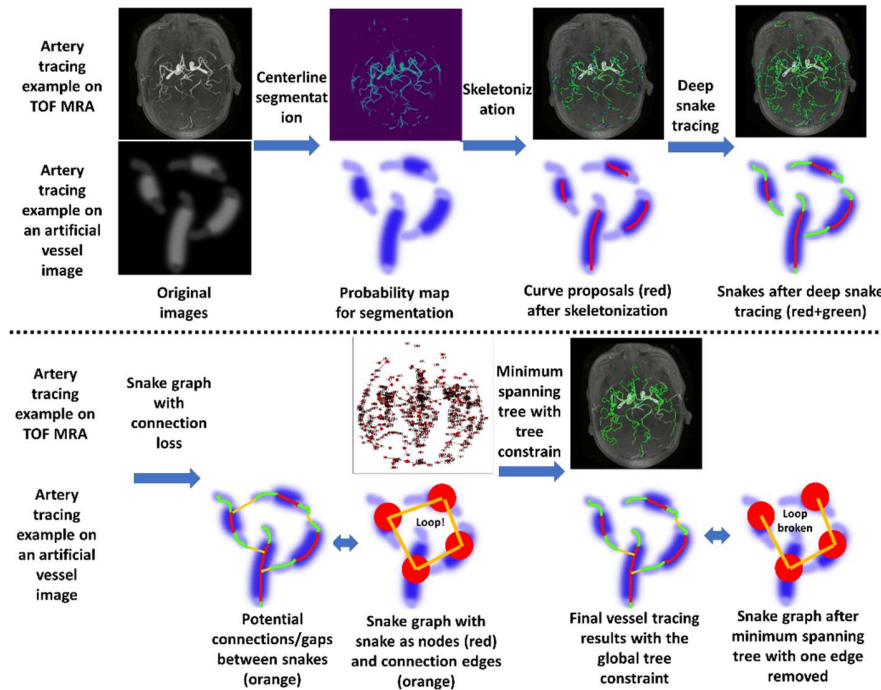 Artery
tracing
example on
TOF MRA
Centerline
segmentat
ion
Skeletoniz
ation
Deep
snake
tracing
Artery
tracing
example on
an artificial
vessel
image
Original
images
Probability map
for segmentation
Curve proposals (red)
after skeletonization
Snakes after deep snake
tracing (red+green)
Artery
tracing
example on
TOF MRA
Snake graph
with
connection
loss
Minimum
spanning
tree with
tree
constrain
Artery
tracing
example on
an artificial
vessel
image
Loop!
Loop
broken
Potential
connections/gaps
between snakes
(orange)
Snake graph with
snake as nodes (red)
and connection edges
(orange)
Final vessel tracing
results with the
global tree
constraint
Snake graph after
minimum spanning
tree with one edge
removed